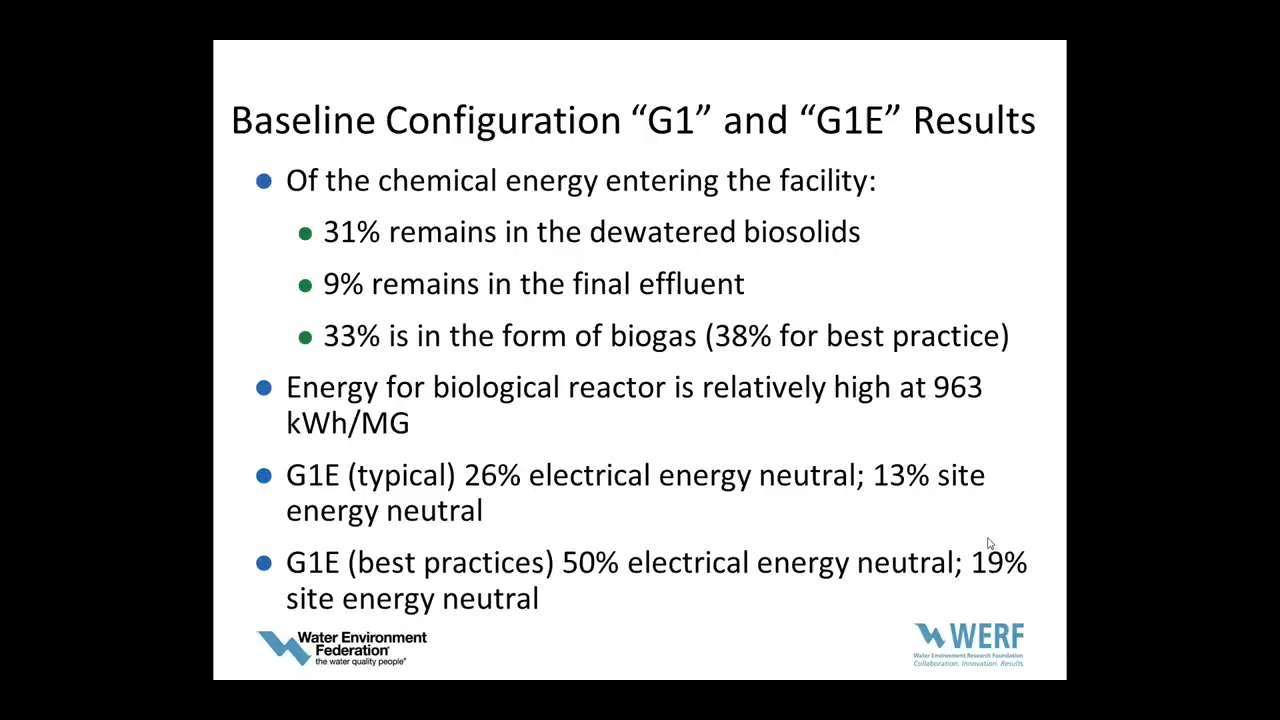 Baseline Configuration “G1” and “G1E” Results
Of the chemical energy entering the facility:
31% remains in the dewatered biosolids
9% remains in the final effluent
33% is in the form of biogas (38% for best practice)
Energy for biological reactor is relatively high at 963
kWh/MG
G1E (typical) 26% electrical energy neutral; 13% site
energy neutral
G1E (best practices) 50% electrical energy neutral; 19%
site energy neutral
Water Environment
Federation
the water quality people®
WERF
Water Environment Research Foundation
Collaboration. Innovation. Results.